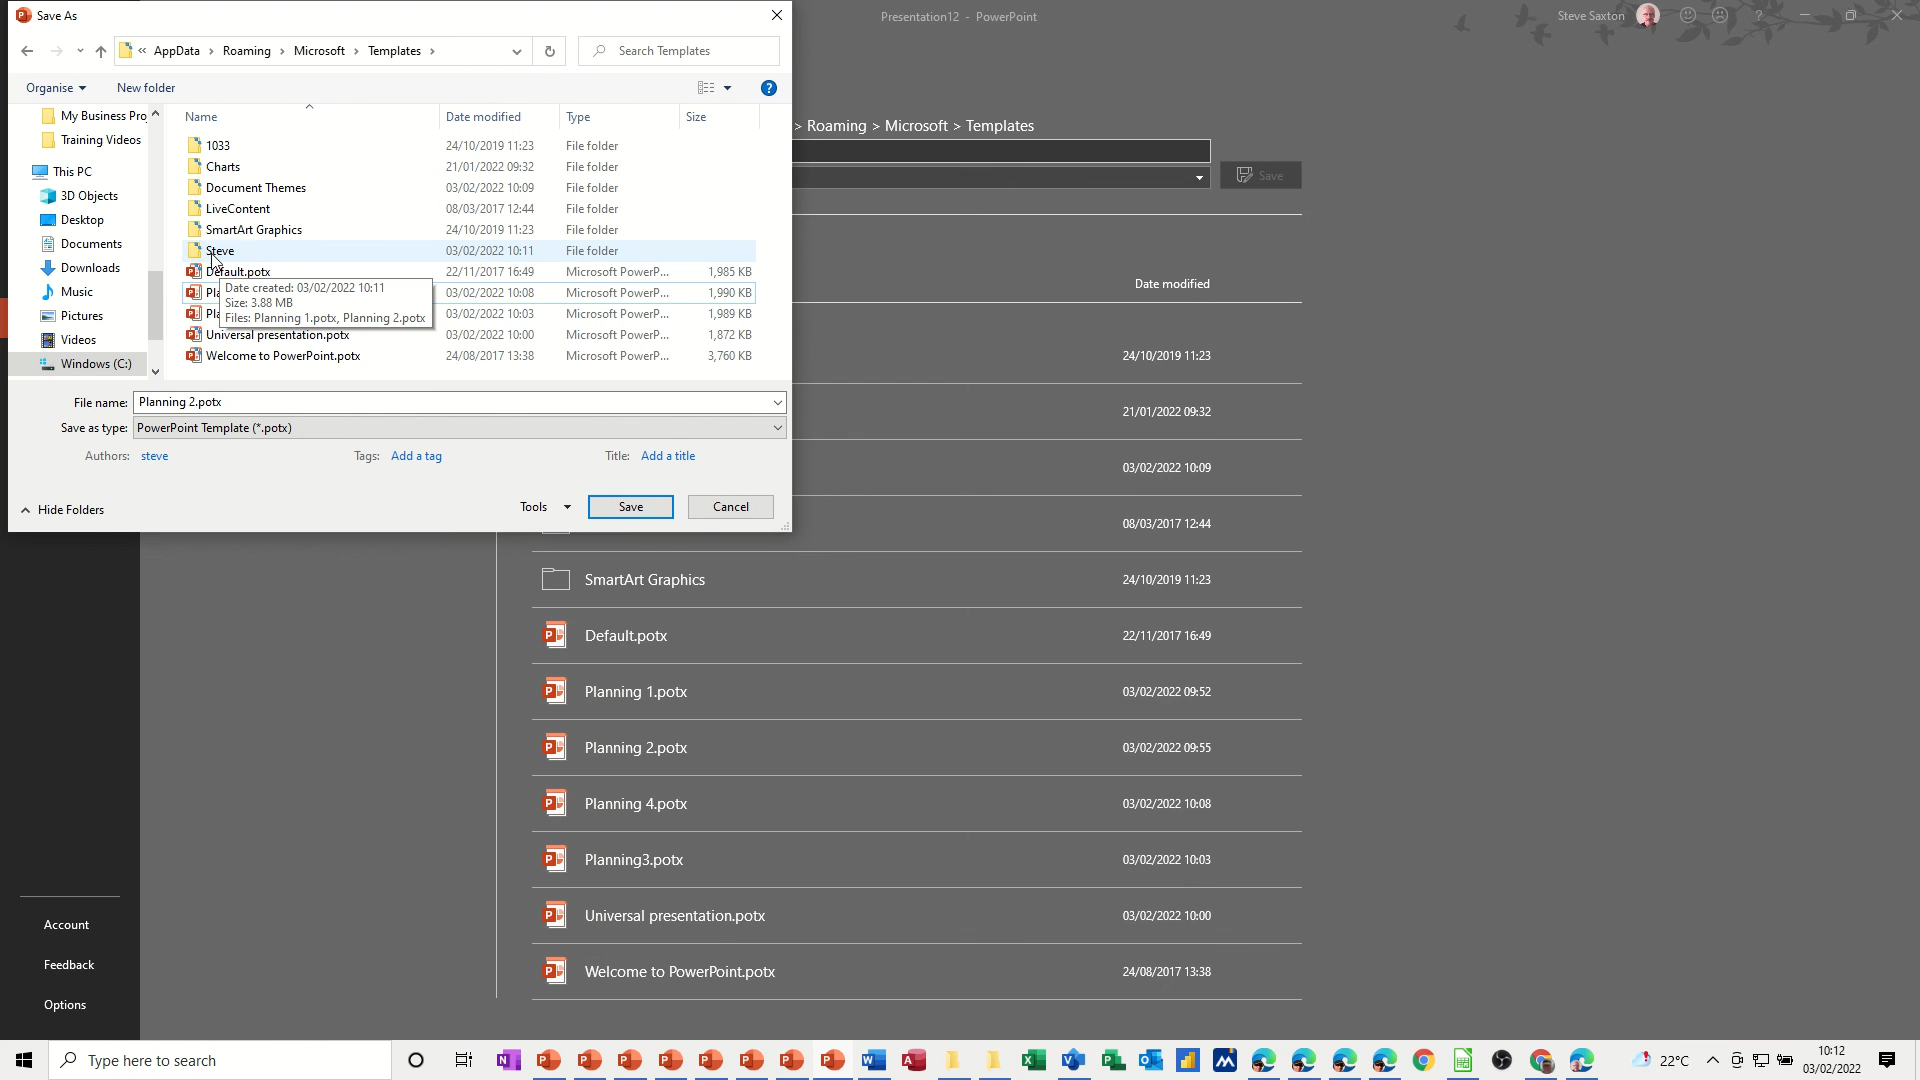 Save As
Presentation12 - PowerPoint
Steve Saxton
?
« AppData › Roaming › Microsoft › Templates ›
Search Templates
Organise
New folder
?
My Business Pro
Training Videos
This PC
3D Objects
Desktop
Documents
Downloads
Music
Pictures
Videos
Windows (C:)
Name Date modified Type Size
1033 24/10/2019 11:23 File folder
Charts 21/01/2022 09:32 File folder
Document Themes 03/02/2022 10:09 File folder
LiveContent 08/03/2017 12:44 File folder
SmartArt Graphics 24/10/2019 11:23 File folder
Steve 03/02/2022 10:11 File folder
Default.potx 22/11/2017 16:49 Microsoft PowerP... 1,985 KB
Pla 03/02/2022 10:08 Microsoft PowerP... 1,990 KB
Pla 03/02/2022 10:03 Microsoft PowerP... 1,989 KB
Universal presentation.potx 03/02/2022 10:00 Microsoft PowerP... 1,872 KB
Welcome to PowerPoint.potx 24/08/2017 13:38 Microsoft PowerP... 3,760 KB
Date created: 03/02/2022 10:11
Size: 3.88 MB
Files: Planning 1.potx, Planning 2.potx
File name: Planning 2.potx
Save as type: PowerPoint Template (*.potx)
Authors: steve Tags: Add a tag Title: Add a title
Hide Folders
Tools Save Cancel
> Roaming > Microsoft > Templates
Save
Date modified
24/10/2019 11:23
21/01/2022 09:32
03/02/2022 10:09
08/03/2017 12:44
SmartArt Graphics 24/10/2019 11:23
Default.potx 22/11/2017 16:49
Planning 1.potx 03/02/2022 09:52
Planning 2.potx 03/02/2022 09:55
Planning 4.potx 03/02/2022 10:08
Planning3.potx 03/02/2022 10:03
Universal presentation.potx 03/02/2022 10:00
Welcome to PowerPoint.potx 24/08/2017 13:38
Account
Feedback
Options
Type here to search
22°C
10:12
03/02/2022